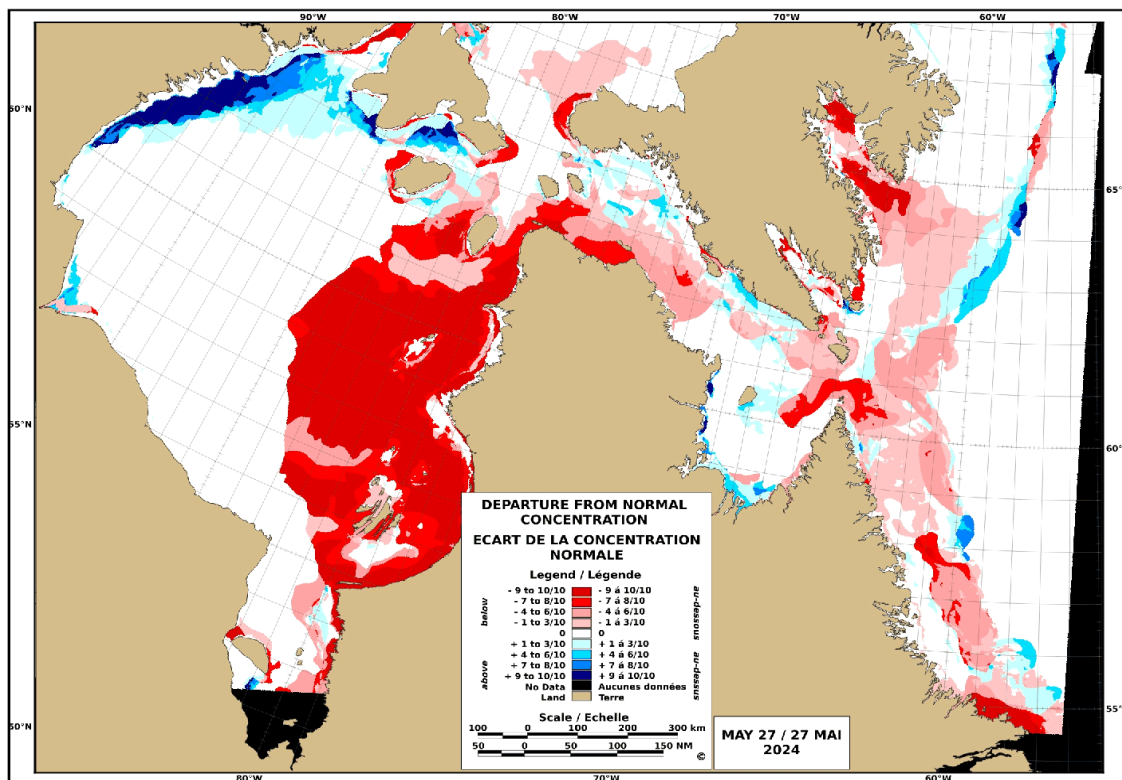 90°W
80°W
70°W
60°W
60°N
65°N
55°N
60°N
50°N
55°N
80°W
70°W
60°W
DEPARTURE FROM NORMAL
CONCENTRATION
ECART DE LA CONCENTRATION
NORMALE
Legend / Légende
below
- 9 to 10/10 - 9 á 10/10
- 7 to 8/10 - 7 á 8/10
- 4 to 6/10 - 4 á 6/10
- 1 to 3/10 - 1 á 3/10
au-dessous
0 0
above
+ 1 to 3/10 + 1 á 3/10
+ 4 to 6/10 + 4 á 6/10
+ 7 to 8/10 + 7 á 8/10
+ 9 to 10/10 + 9 á 10/10
au-dessus
No Data Aucunes données
Land Terre
Scale / Echelle
100 0 100 200 300 km
50 0 50 100 150 NM
©
MAY 27 / 27 MAI
2024